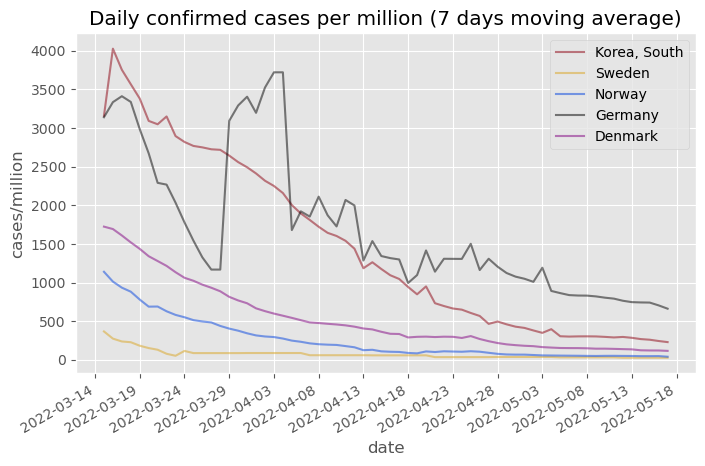 Daily confirmed cases per million (7 days moving average)
Korea, South
Sweden
Norway
Germany
Denmark
4000
3500
3000
2500
2000
1500
1000
500
0
cases/million
2022-03-14
2022-03-19
2022-03-24
2022-03-29
2022-04-03
2022-04-08
2022-04-13
2022-04-18
2022-04-23
2022-04-28
2022-05-03
2022-05-08
2022-05-13
2022-05-18
date